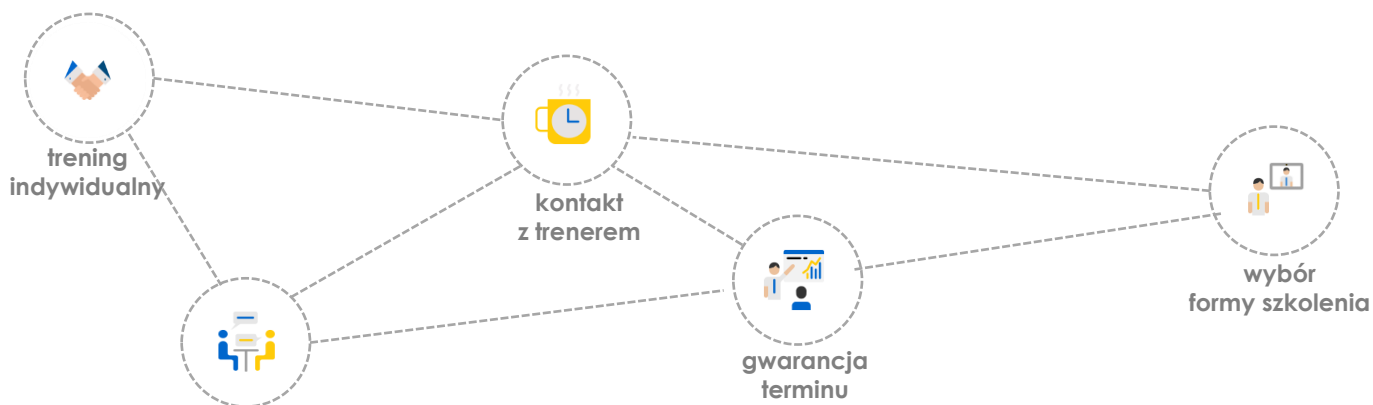 trening
indywidualny
kontakt
z trenerem
gwarancja
terminu
wybór
formy szkolenia